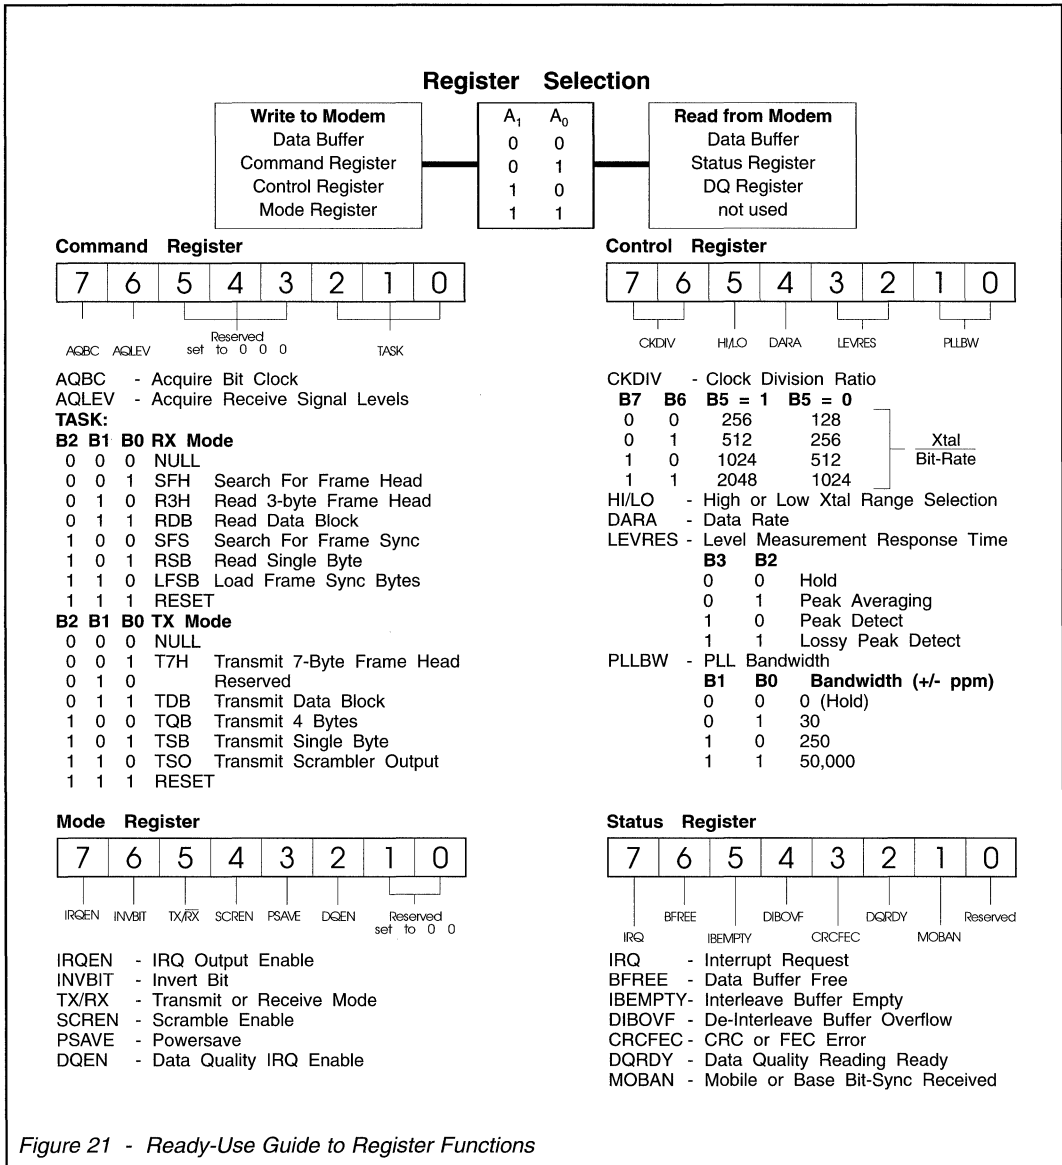 Register Selection
Write to Modem
Data Buffer
Command Register
Control Register
Mode Register
A1 A0
0 0
0 1
1 0
1 1
Read from Modem
Data Buffer
Status Register
DQ Register
not used
Command Register
7 6 5 4 3 2 1 0
AQBC AQLEV Reserved set to 0 0 0 TASK
AQBC - Acquire Bit Clock
AQLEV - Acquire Receive Signal Levels
TASK:
B2 B1 B0 RX Mode
0 0 0 NULL
0 0 1 SFH Search For Frame Head
0 1 0 R3H Read 3-byte Frame Head
0 1 1 RDB Read Data Block
1 0 0 SFS Search For Frame Sync
1 0 1 RSB Read Single Byte
1 1 0 LFSB Load Frame Sync Bytes
1 1 1 RESET
B2 B1 B0 TX Mode
0 0 0 NULL
0 0 1 T7H Transmit 7-Byte Frame Head
0 1 0 Reserved
0 1 1 TDB Transmit Data Block
1 0 0 TQB Transmit 4 Bytes
1 0 1 TSB Transmit Single Byte
1 1 0 TSO Transmit Scrambler Output
1 1 1 RESET
Control Register
7 6 5 4 3 2 1 0
CKDIV HI/LO DARA LEVRES PLLBW
CKDIV - Clock Division Ratio
B7 B6 B5 = 1 B5 = 0
0 0 256 128
0 1 512 256
1 0 1024 512
1 1 2048 1024
Xtal
Bit-Rate
HI/LO - High or Low Xtal Range Selection
DARA - Data Rate
LEVRES - Level Measurement Response Time
B3 B2
0 0 Hold
0 1 Peak Averaging
1 0 Peak Detect
1 1 Lossy Peak Detect
PLLBW - PLL Bandwidth
B1 B0 Bandwidth (+/- ppm)
0 0 0 (Hold)
0 1 30
1 0 250
1 1 50,000
Mode Register
7 6 5 4 3 2 1 0
IRQEN INVBIT TX/RX SCREN PSAVE DQEN Reserved set to 0 0
IRQEN - IRQ Output Enable
INVBIT - Invert Bit
TX/RX - Transmit or Receive Mode
SCREN - Scramble Enable
PSAVE - Powersave
DQEN - Data Quality IRQ Enable
Status Register
7 6 5 4 3 2 1 0
BFREE DIBOVF DQRDY Reserved
IRQ IBEMPTY CRCFEC MOBAN
IRQ - Interrupt Request
BFREE - Data Buffer Free
IBEMPTY- Interleave Buffer Empty
DIBOVF - De-Interleave Buffer Overflow
CRCFEC - CRC or FEC Error
DQRDY - Data Quality Reading Ready
MOBAN - Mobile or Base Bit-Sync Received
Figure 21 - Ready-Use Guide to Register Functions